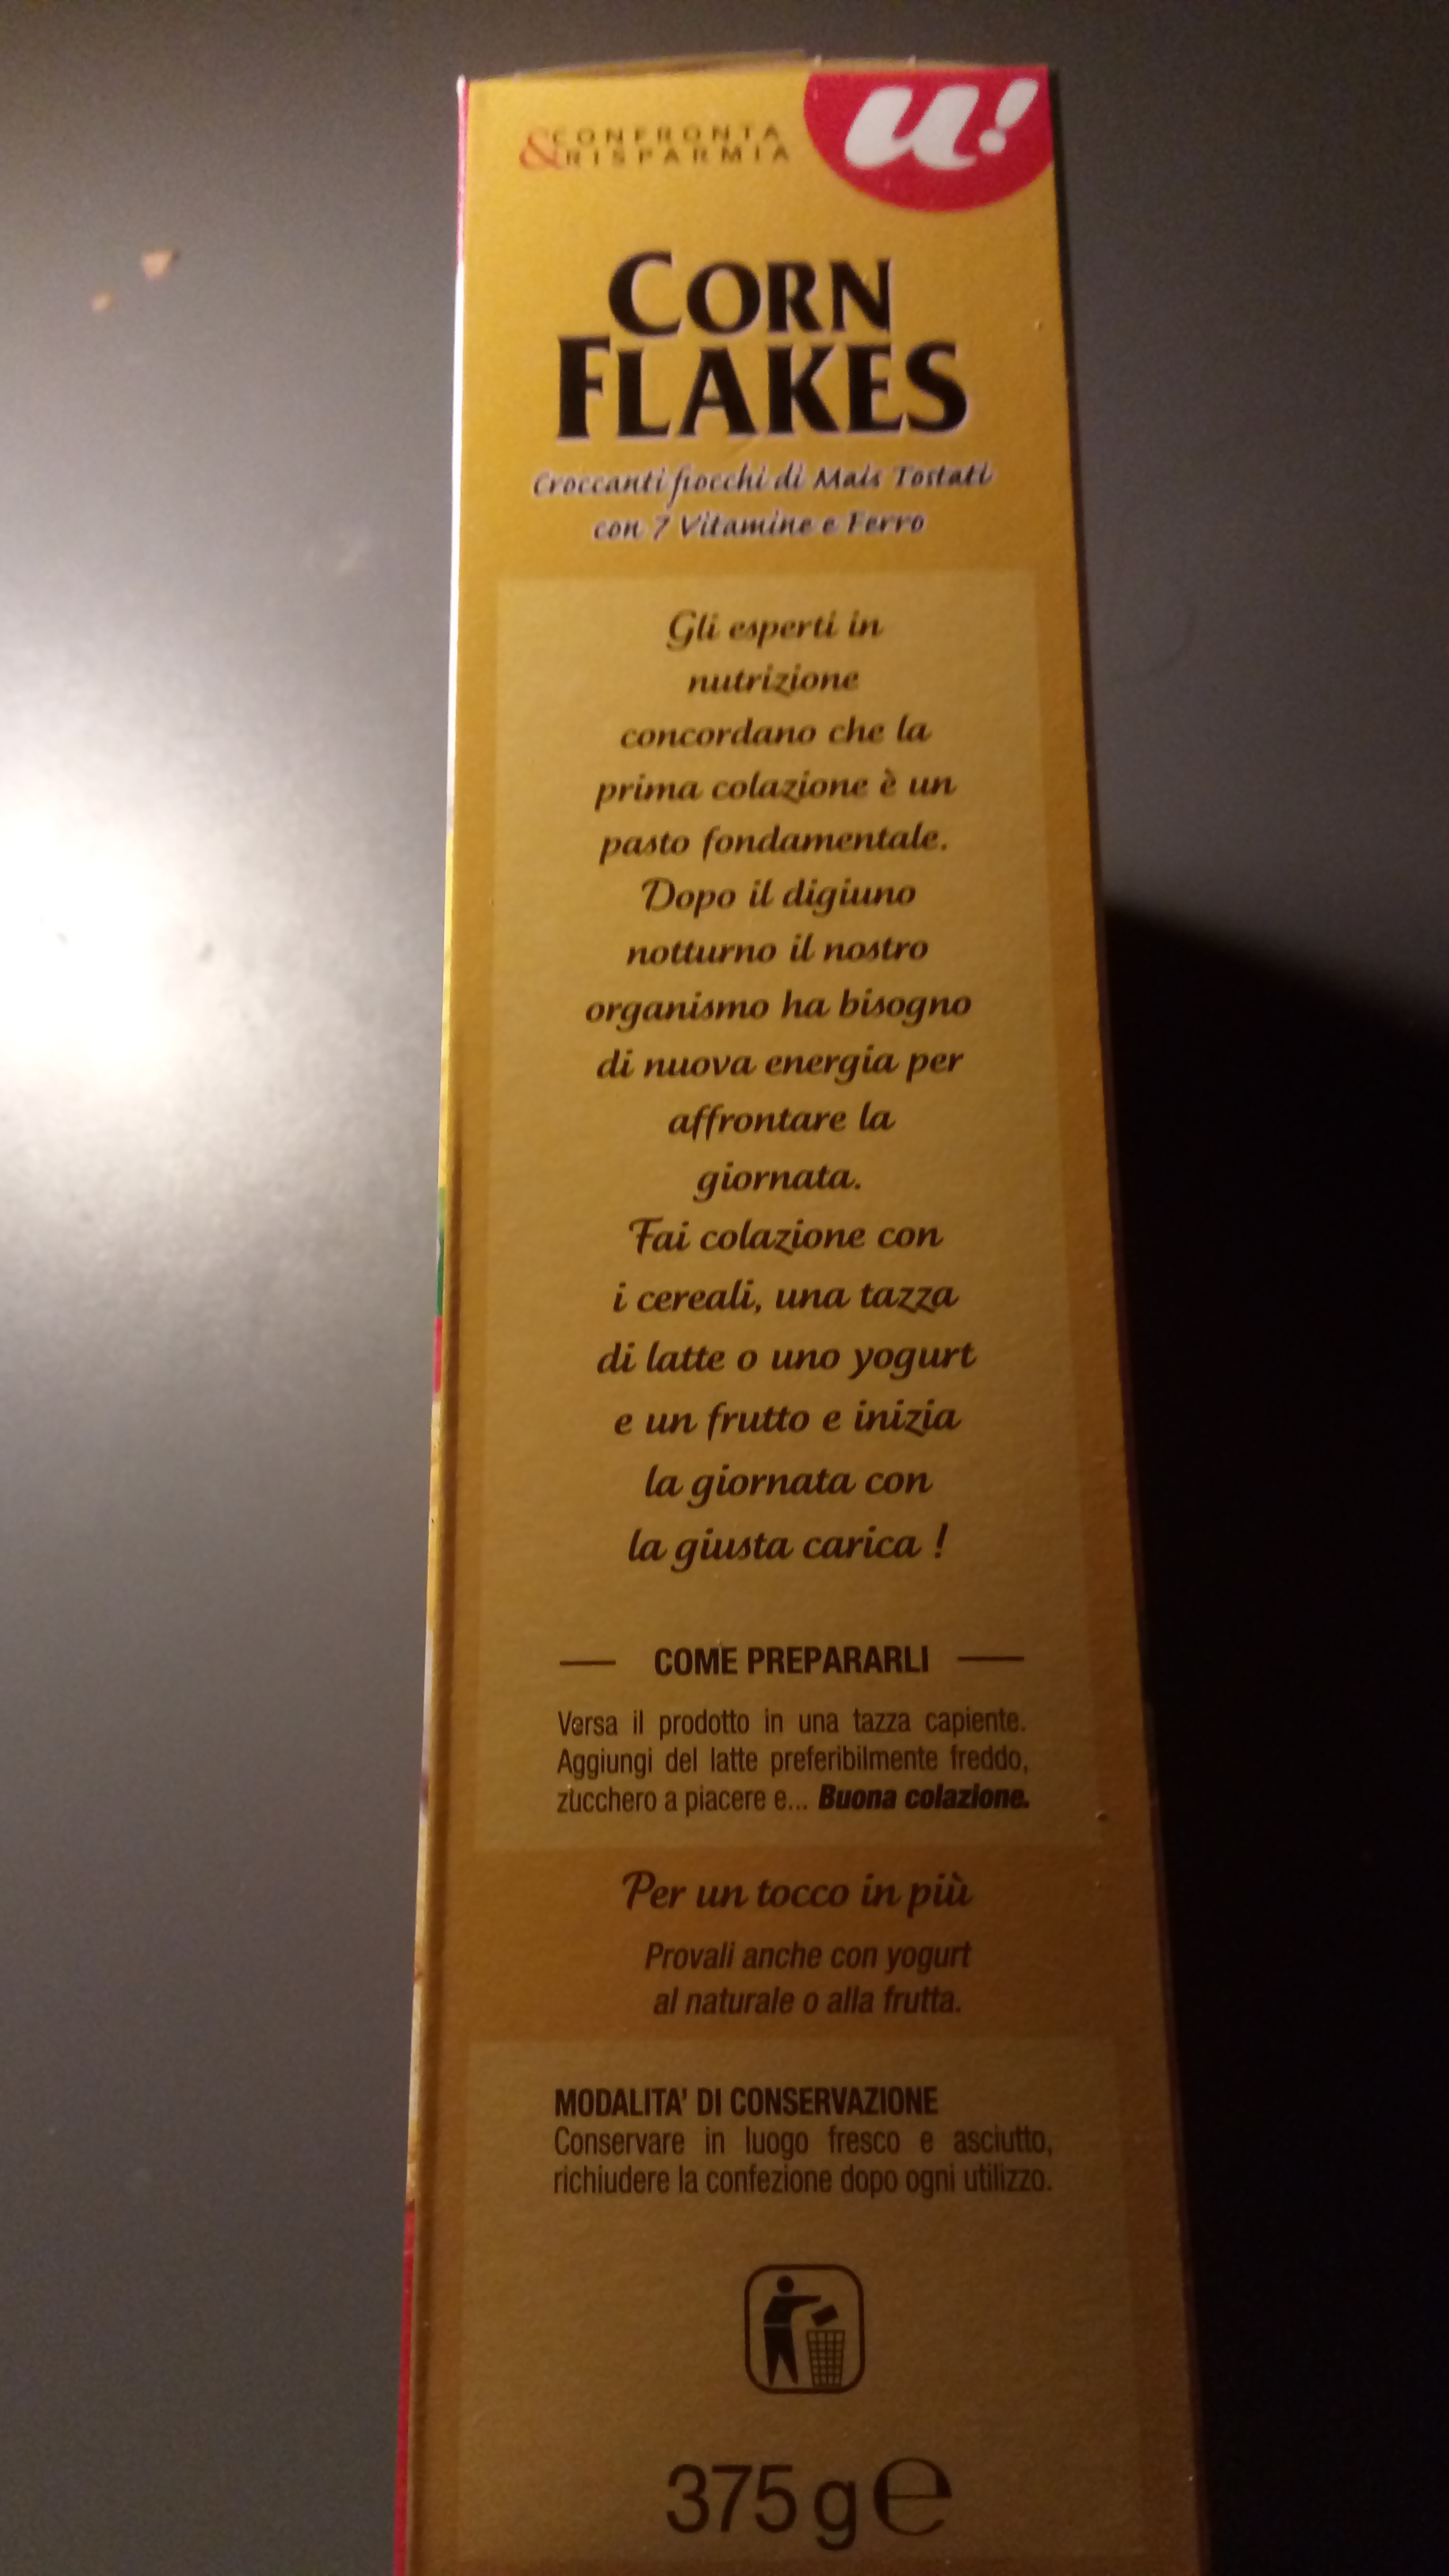 CONFRONTA
& RISPARMIA
u!
CORN
FLAKES
Croccanti fiocchi di Mais Tostati
con 7 Vitamine e Ferro
Gli esperti in
nutrizione
concordano che la
prima colazione è un
pasto fondamentale.
Dopo il digiuno
notturno il nostro
organismo ha bisogno
di nuova energia per
affrontare la
giornata.
Fai colazione con
i cereali, una tazza
di latte o uno yogurt
e un frutto e inizia
la giornata con
la giusta carica !
COME PREPARARLI
Versa il prodotto in una tazza capiente.
Aggiungi del latte preferibilmente freddo,
zucchero a piacere e... Buona colazione.
Per un tocco in più
Provali anche con yogurt
al naturale o alla frutta.
MODALITA' DI CONSERVAZIONE
Conservare in luogo fresco e asciutto,
richiudere la confezione dopo ogni utilizzo.
375 g ℮